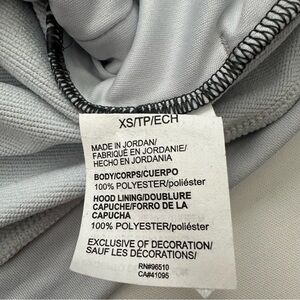 XS/TP/ECH
MADE IN JORDAN/
FABRIQUÉ EN JORDANIE/
HECHO EN JORDANIA
BODY/CORPS/CUERPO
100% POLYESTER/poliéster
HOOD LINING/DOUBLURE
CAPUCHE/FORRO DE LA
CAPUCHA
100% POLYESTER/poliéster
EXCLUSIVE OF DECORATION/
SAUF LES DÉCORATIONS/
RN#96510
CA#41095